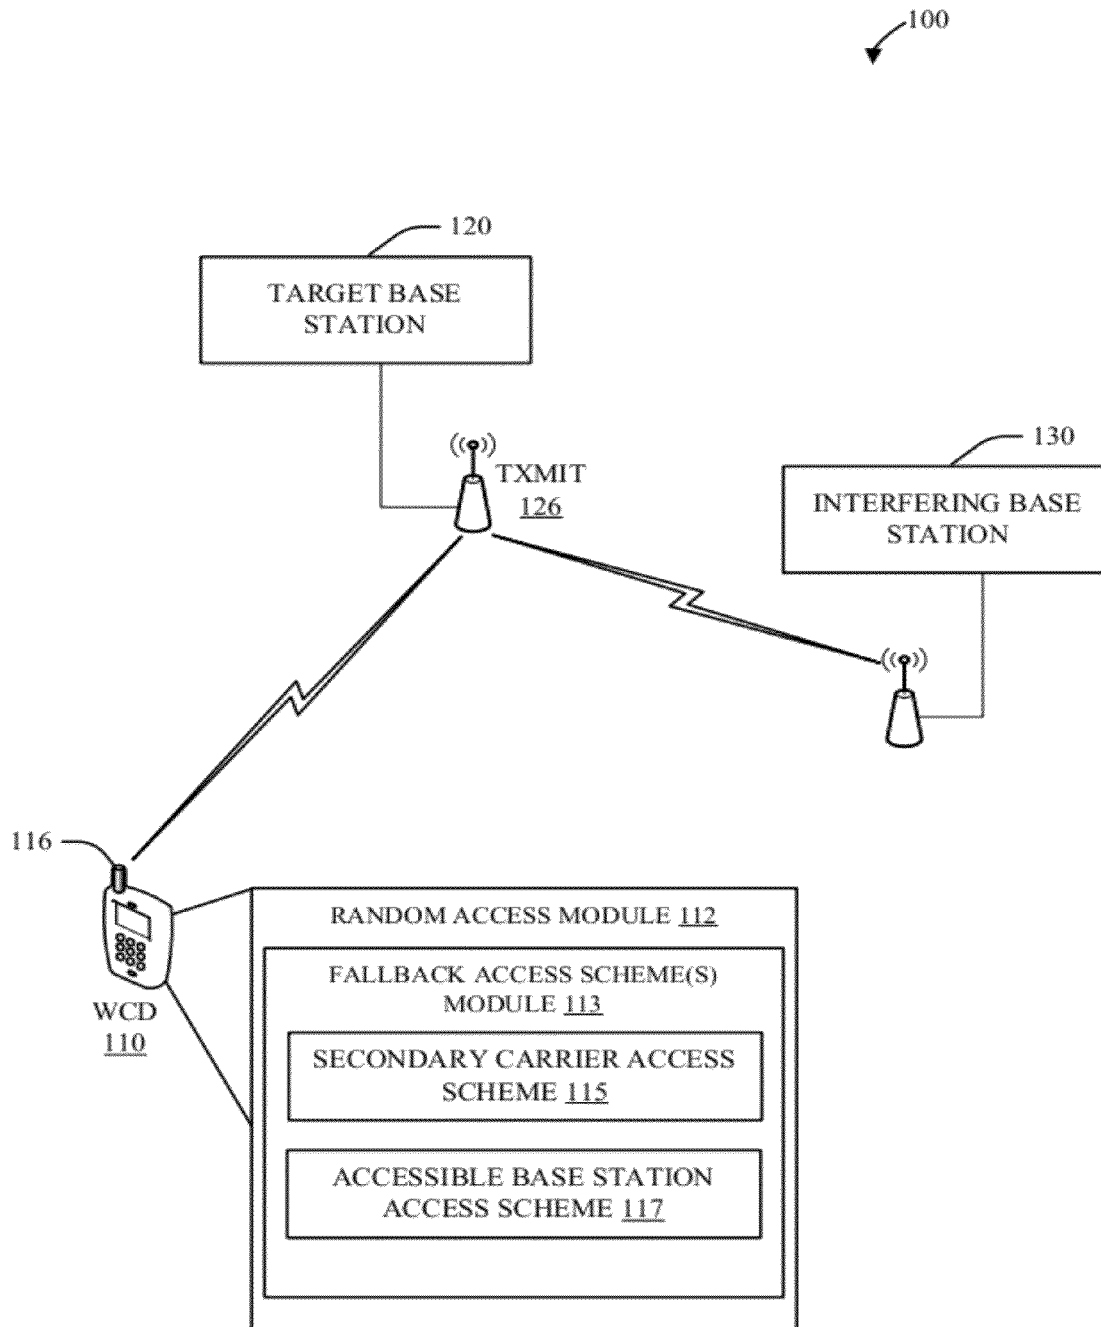 100
120
TARGET BASE
STATION
TXMIT
126
130
INTERFERING BASE
STATION
116
WCD
110
RANDOM ACCESS MODULE 112
FALLBACK ACCESS SCHEME(S)
MODULE 113
SECONDARY CARRIER ACCESS
SCHEME 115
ACCESSIBLE BASE STATION
ACCESS SCHEME 117